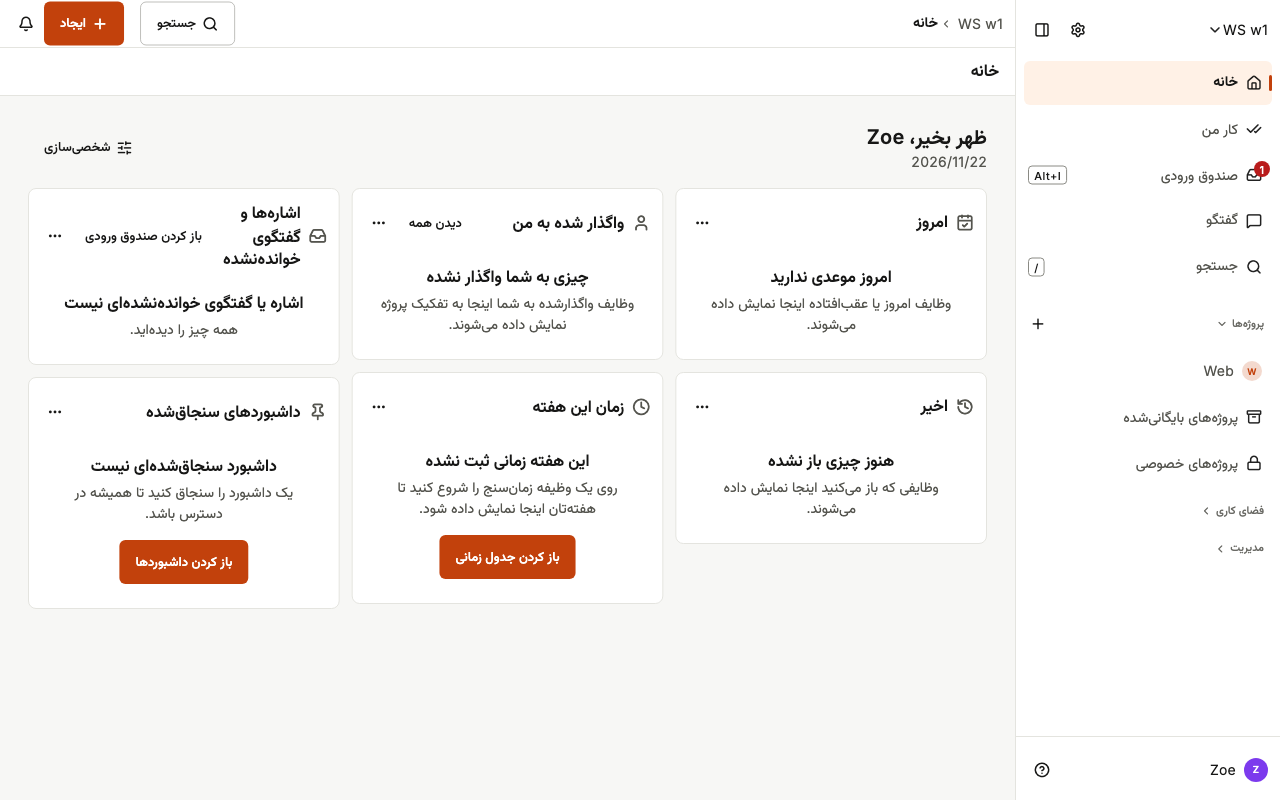 WS w1
خانه
کار من
صندوق ورودی
1
Alt+I
گفتگو
جستجو
/
پروژه‌ها
W
Web
پروژه‌های بایگانی‌شده
پروژه‌های خصوصی
فضای کاری
مدیریت
Z
Zoe
WS w1 › خانه
جستجو
ایجاد
خانه
ظهر بخیر، Zoe
2026/11/22
شخصی‌سازی
امروز
امروز موعدی ندارید
وظایف امروز یا عقب‌افتاده اینجا نمایش داده
می‌شوند.
واگذار شده به من
دیدن همه
چیزی به شما واگذار نشده
وظایف واگذارشده به شما اینجا به تفکیک پروژه
نمایش داده می‌شوند.
اشاره‌ها و
گفتگوی
خوانده‌نشده
باز کردن صندوق ورودی
اشاره یا گفتگوی خوانده‌نشده‌ای نیست
همه چیز را دیده‌اید.
اخیر
هنوز چیزی باز نشده
وظایفی که باز می‌کنید اینجا نمایش داده
می‌شوند.
زمان این هفته
این هفته زمانی ثبت نشده
روی یک وظیفه زمان‌سنج را شروع کنید تا
هفته‌تان اینجا نمایش داده شود.
باز کردن جدول زمانی
داشبوردهای سنجاق‌شده
داشبورد سنجاق‌شده‌ای نیست
یک داشبورد را سنجاق کنید تا همیشه در
دسترس باشد.
باز کردن داشبوردها